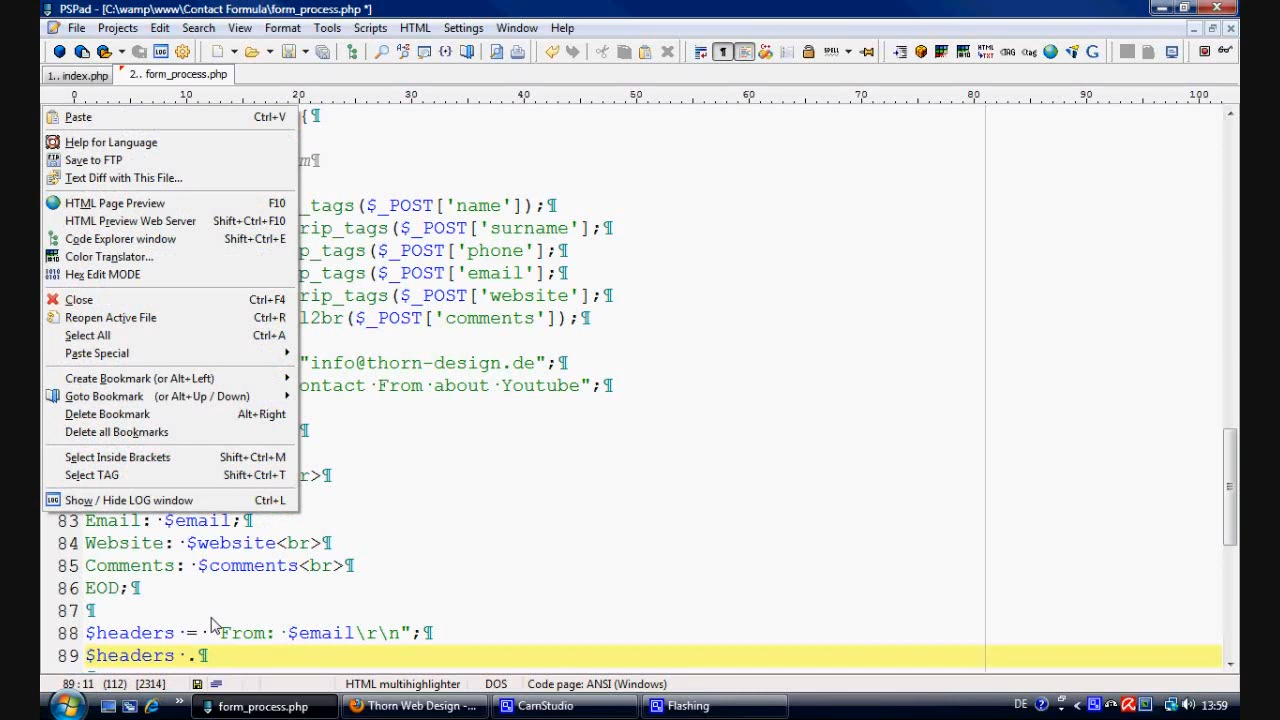 PSPad - [C:\wamp\www\Contact Formula\form_process.php *]
File Projects Edit Search View Format Tools Scripts HTML Settings Window Help
1.. index.php 2.. form_process.php
0 10 20 30 40 50 60 70 80 90 100
Paste Ctrl+V
{¶
Help for Language
Save to FTP
m¶
Text Diff with This File...
HTML Page Preview F10
_tags($_POST['name']);¶
HTML Preview Web Server Shift+Ctrl+F10
rip_tags($_POST['surname'];¶
Code Explorer window Shift+Ctrl+E
p_tags($_POST['phone'];¶
Color Translator...
Hex Edit MODE
_tags($_POST['email'];¶
Close Ctrl+F4
rip_tags($_POST['website'];¶
Reopen Active File Ctrl+R
l2br($_POST['comments']);¶
Select All Ctrl+A
Paste Special
"info@thorn-design.de";¶
Create Bookmark (or Alt+Left)
ontact·From·about·Youtube";¶
Goto Bookmark (or Alt+Up / Down)
Delete Bookmark Alt+Right
Delete all Bookmarks
¶
Select Inside Brackets Shift+Ctrl+M
Select TAG Shift+Ctrl+T
r>¶
Show / Hide LOG window Ctrl+L
83 Email:·$email;¶
84 Website:·$website<br>¶
85 Comments:·$comments<br>¶
86 EOD;¶
87 ¶
88 $headers·=·"From:·$email\r\n";¶
89 $headers·.¶
89:11 (112) [2314] HTML multihighlighter DOS Code page: ANSI (Windows)
form_process.php Thorn Web Design -... CamStudio Flashing DE 13:59